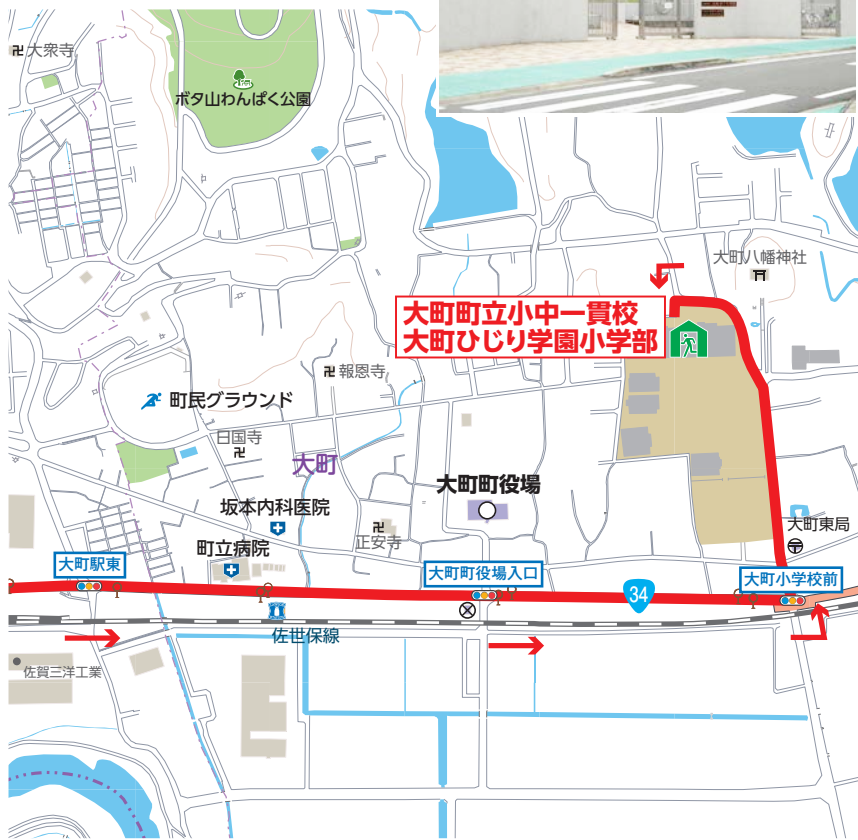 大衆寺
ボタ山わんぱく公園
大町八幡神社
大町町立小中一貫校
大町ひじり学園小学部
報恩寺
町民グラウンド
日国寺
大町
大町町役場
坂本内科医院
正安寺
大町東局
町立病院
大町駅東
大町町役場入口
大町小学校前
34
佐世保線
佐賀三洋工業